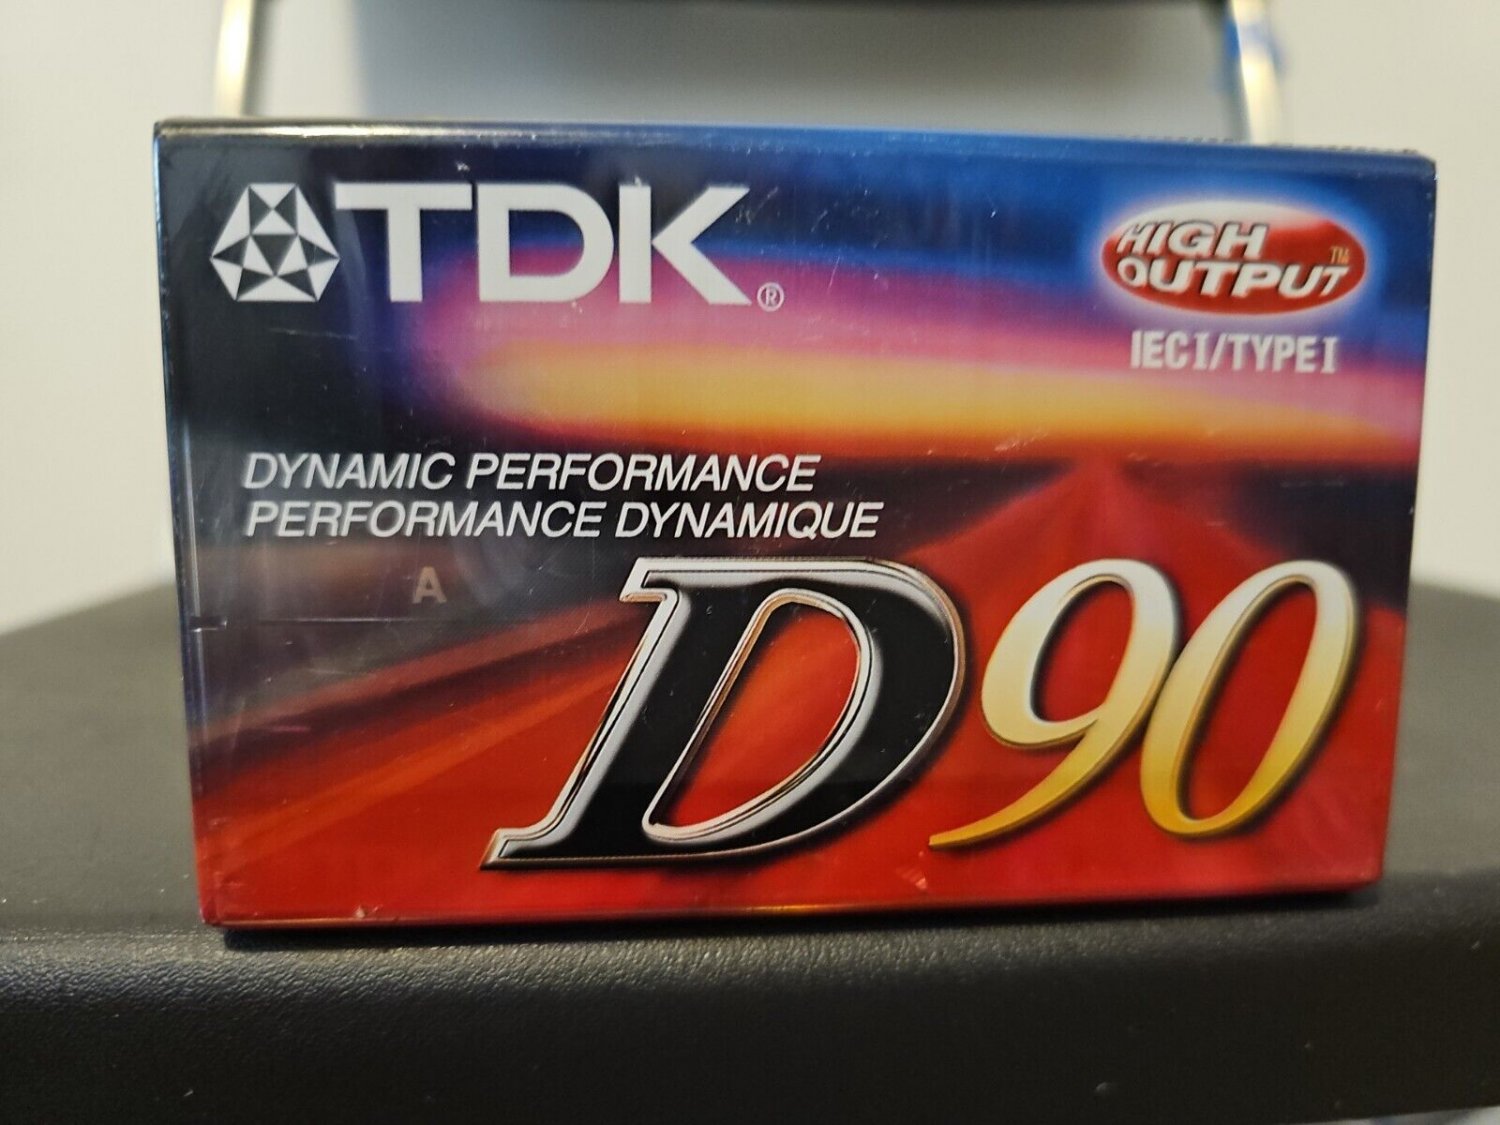 TDK®
HIGH
OUTPUT™
IEC I/TYPE I
DYNAMIC PERFORMANCE
PERFORMANCE DYNAMIQUE
A
D90